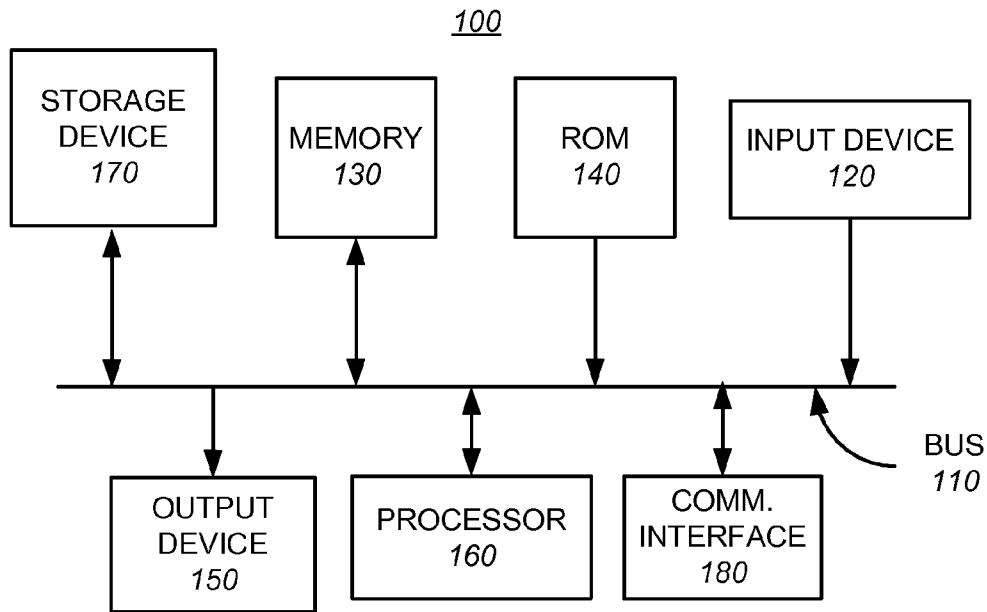 100
STORAGE
DEVICE
170
MEMORY
130
ROM
140
INPUT DEVICE
120
BUS
110
OUTPUT
DEVICE
150
PROCESSOR
160
COMM.
INTERFACE
180